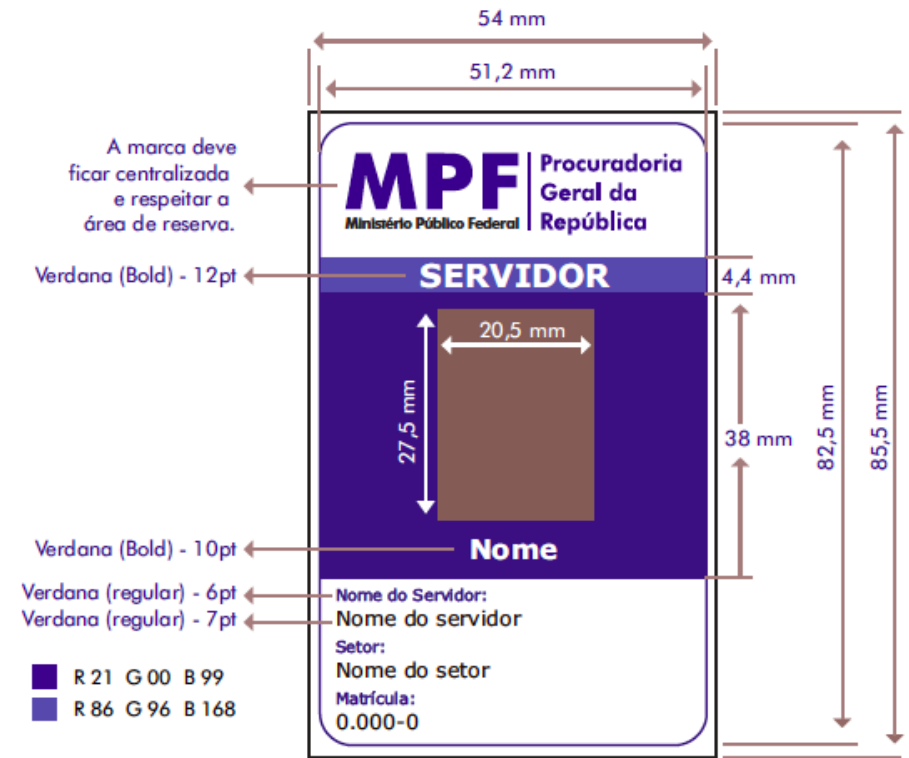 54 mm
51,2 mm
A marca deve
ficar centralizada
e respeitar a
área de reserva.
MPF
Ministério Público Federal
Procuradoria
Geral da
República
Verdana (Bold) - 12pt
SERVIDOR
4,4 mm
20,5 mm
27,5 mm
38 mm
82,5 mm
85,5 mm
Verdana (Bold) - 10pt
Nome
Verdana (regular) - 6pt
Nome do Servidor:
Verdana (regular) - 7pt
Nome do servidor
Setor:
Nome do setor
Matrícula:
0.000-0
R 21 G 00 B 99
R 86 G 96 B 168